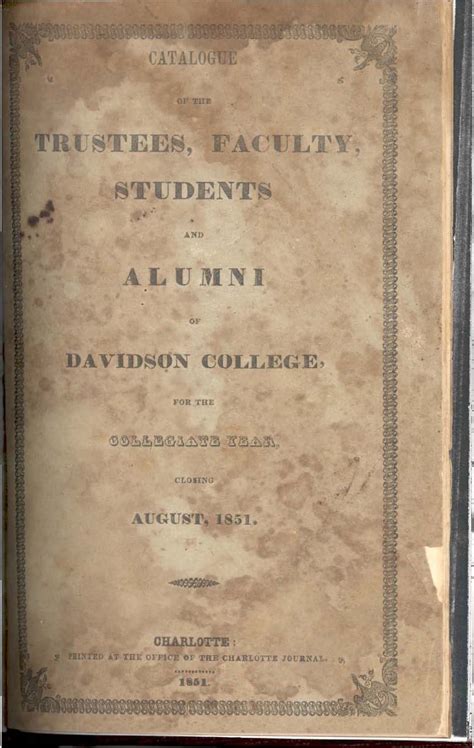 CATALOGUE
OF THE
TRUSTEES, FACULTY,
STUDENTS
AND
ALUMNI
OF
DAVIDSON COLLEGE,
FOR THE
COLLEGIATE YEAR,
CLOSING
AUGUST, 1851.
CHARLOTTE:
PRINTED AT THE OFFICE OF THE CHARLOTTE JOURNAL.
1851.